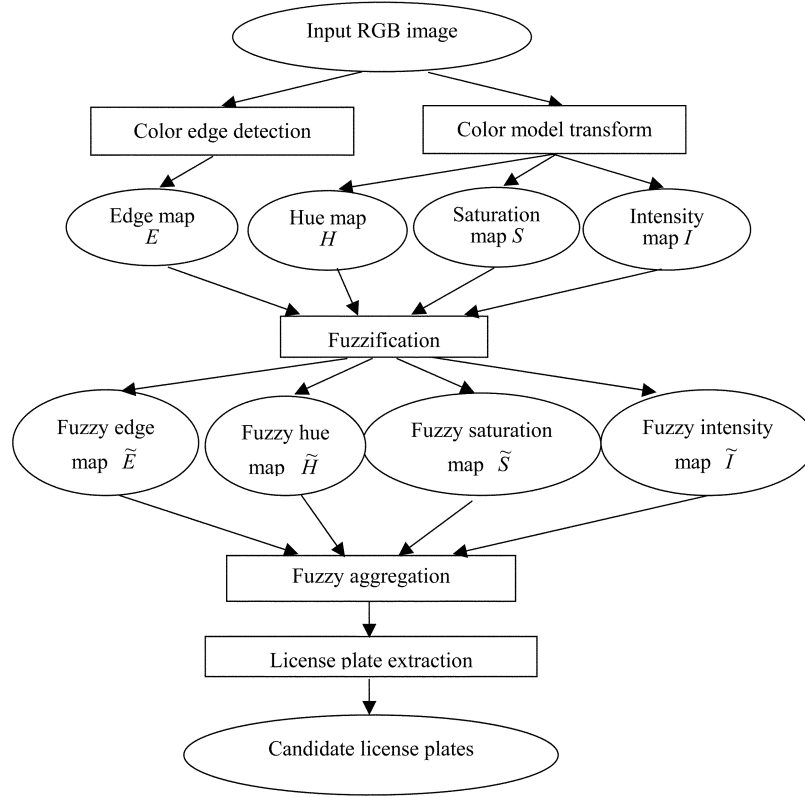 Input RGB image
Color edge detection
Color model transform
Edge map
E
Hue map
H
Saturation
map S
Intensity
map I
Fuzzification
Fuzzy edge
map Ẽ
Fuzzy hue
map H̃
Fuzzy saturation
map S̃
Fuzzy intensity
map Ĩ
Fuzzy aggregation
License plate extraction
Candidate license plates